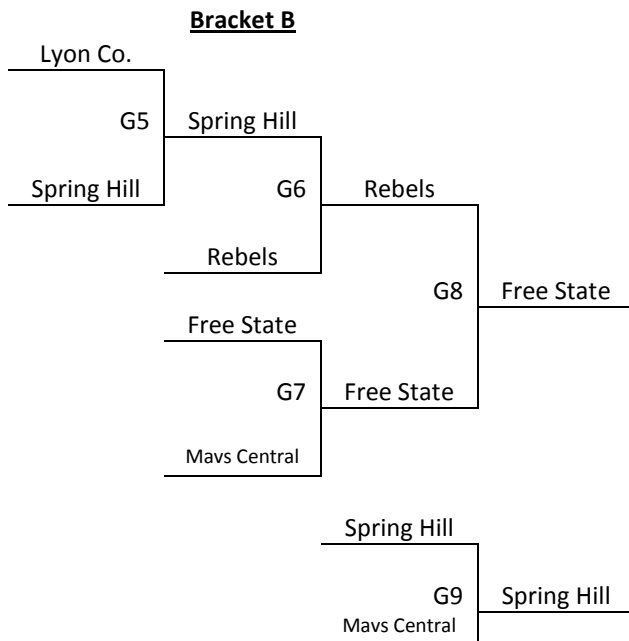 Bracket B
Lyon Co.
G5 Spring Hill
Spring Hill G6 Rebels
Rebels
G8 Free State
Free State
G7 Free State
Mavs Central
Spring Hill
G9 Spring Hill
Mavs Central